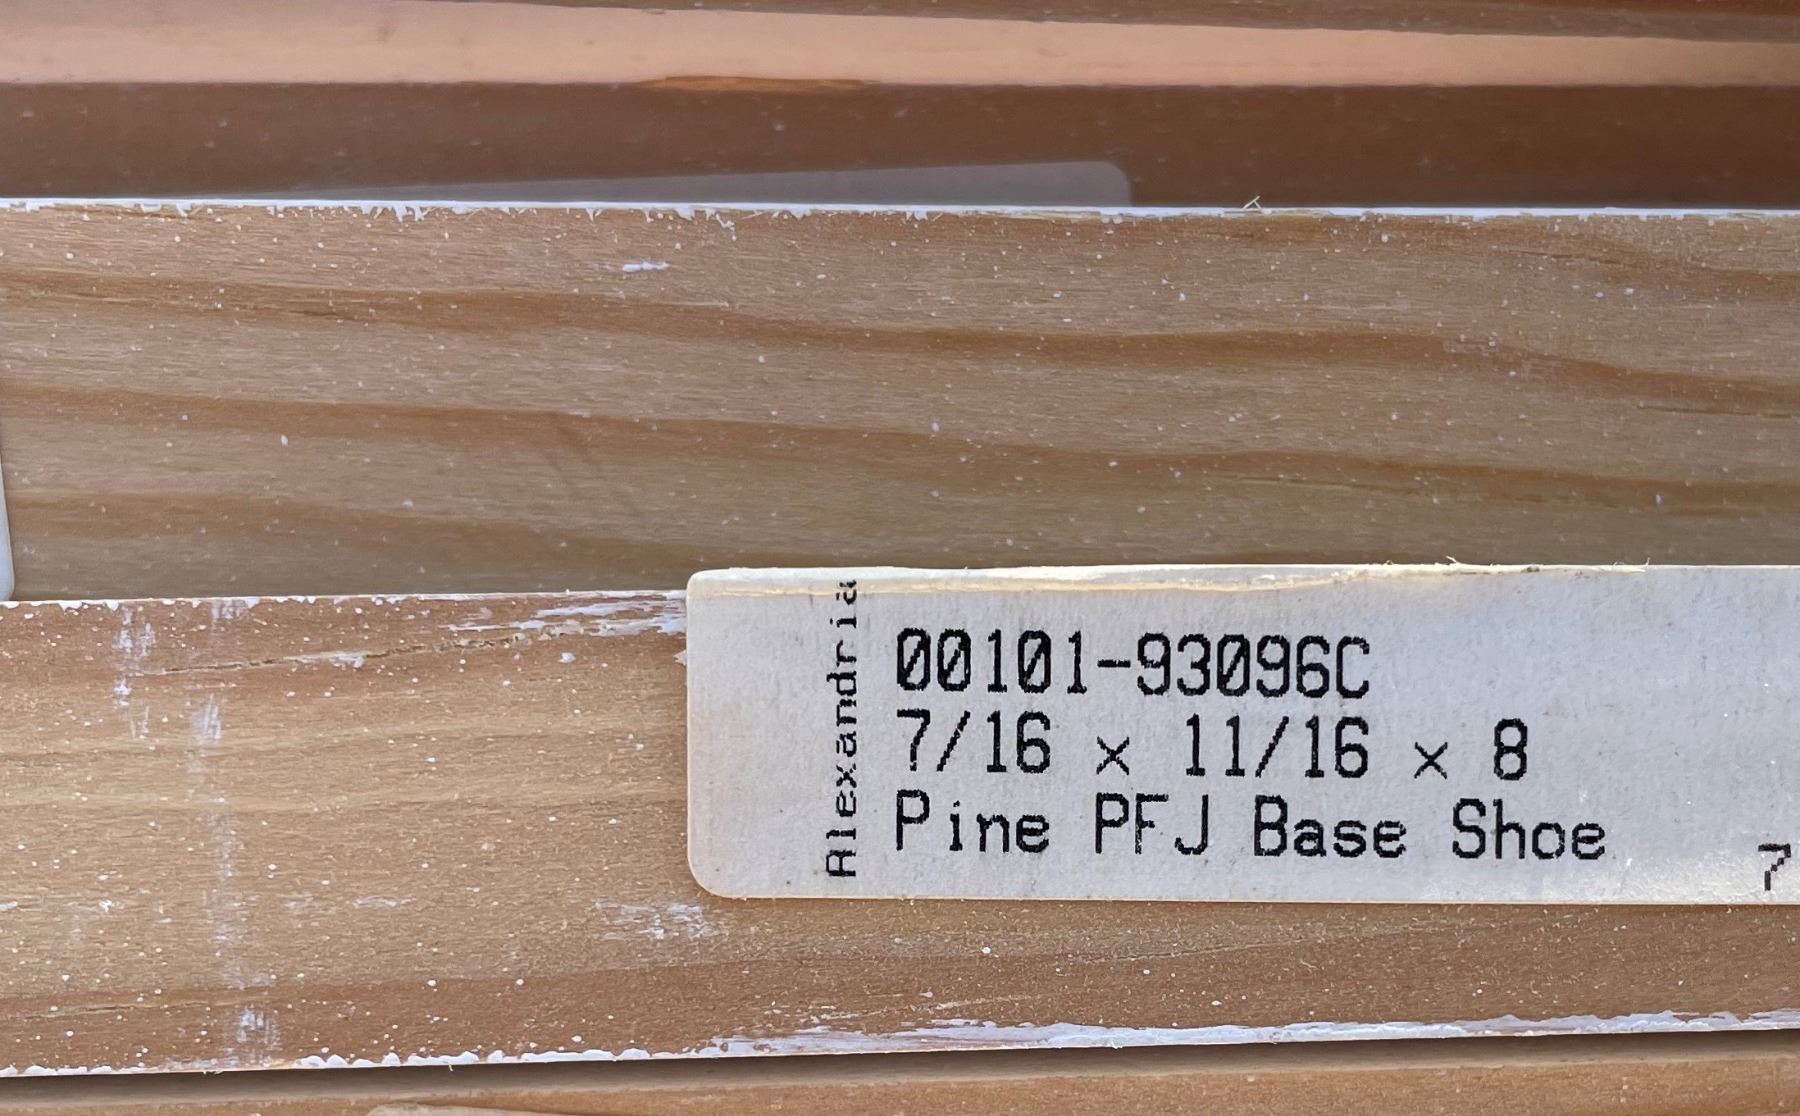 Alexandria
00101-93096C
7/16 x 11/16 x 8
Pine PFJ Base Shoe
7